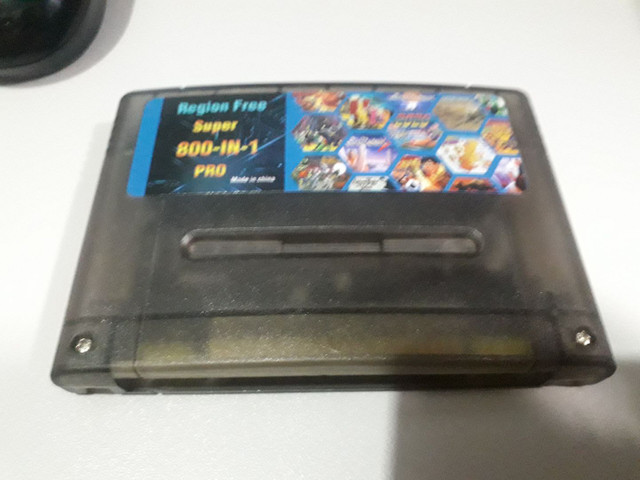 Region Free
Super
800-IN-1
PRO
Made in china